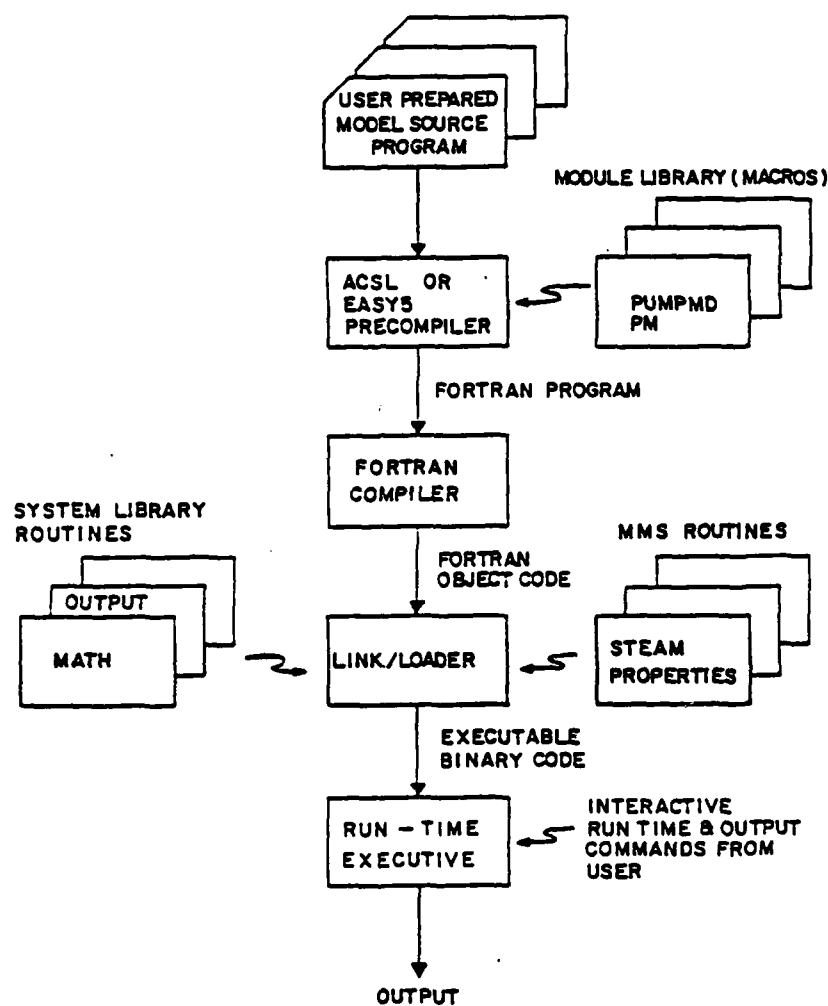 USER PREPARED
MODEL SOURCE
PROGRAM
MODULE LIBRARY (MACROS)
ACSL OR
EASY5
PRECOMPILER
PUMPMD
PM
FORTRAN PROGRAM
FORTRAN
COMPILER
SYSTEM LIBRARY
ROUTINES
FORTRAN
OBJECT CODE
MMS ROUTINES
OUTPUT
MATH
LINK/LOADER
STEAM
PROPERTIES
EXECUTABLE
BINARY CODE
RUN - TIME
EXECUTIVE
INTERACTIVE
RUN TIME & OUTPUT
COMMANDS FROM
USER
OUTPUT